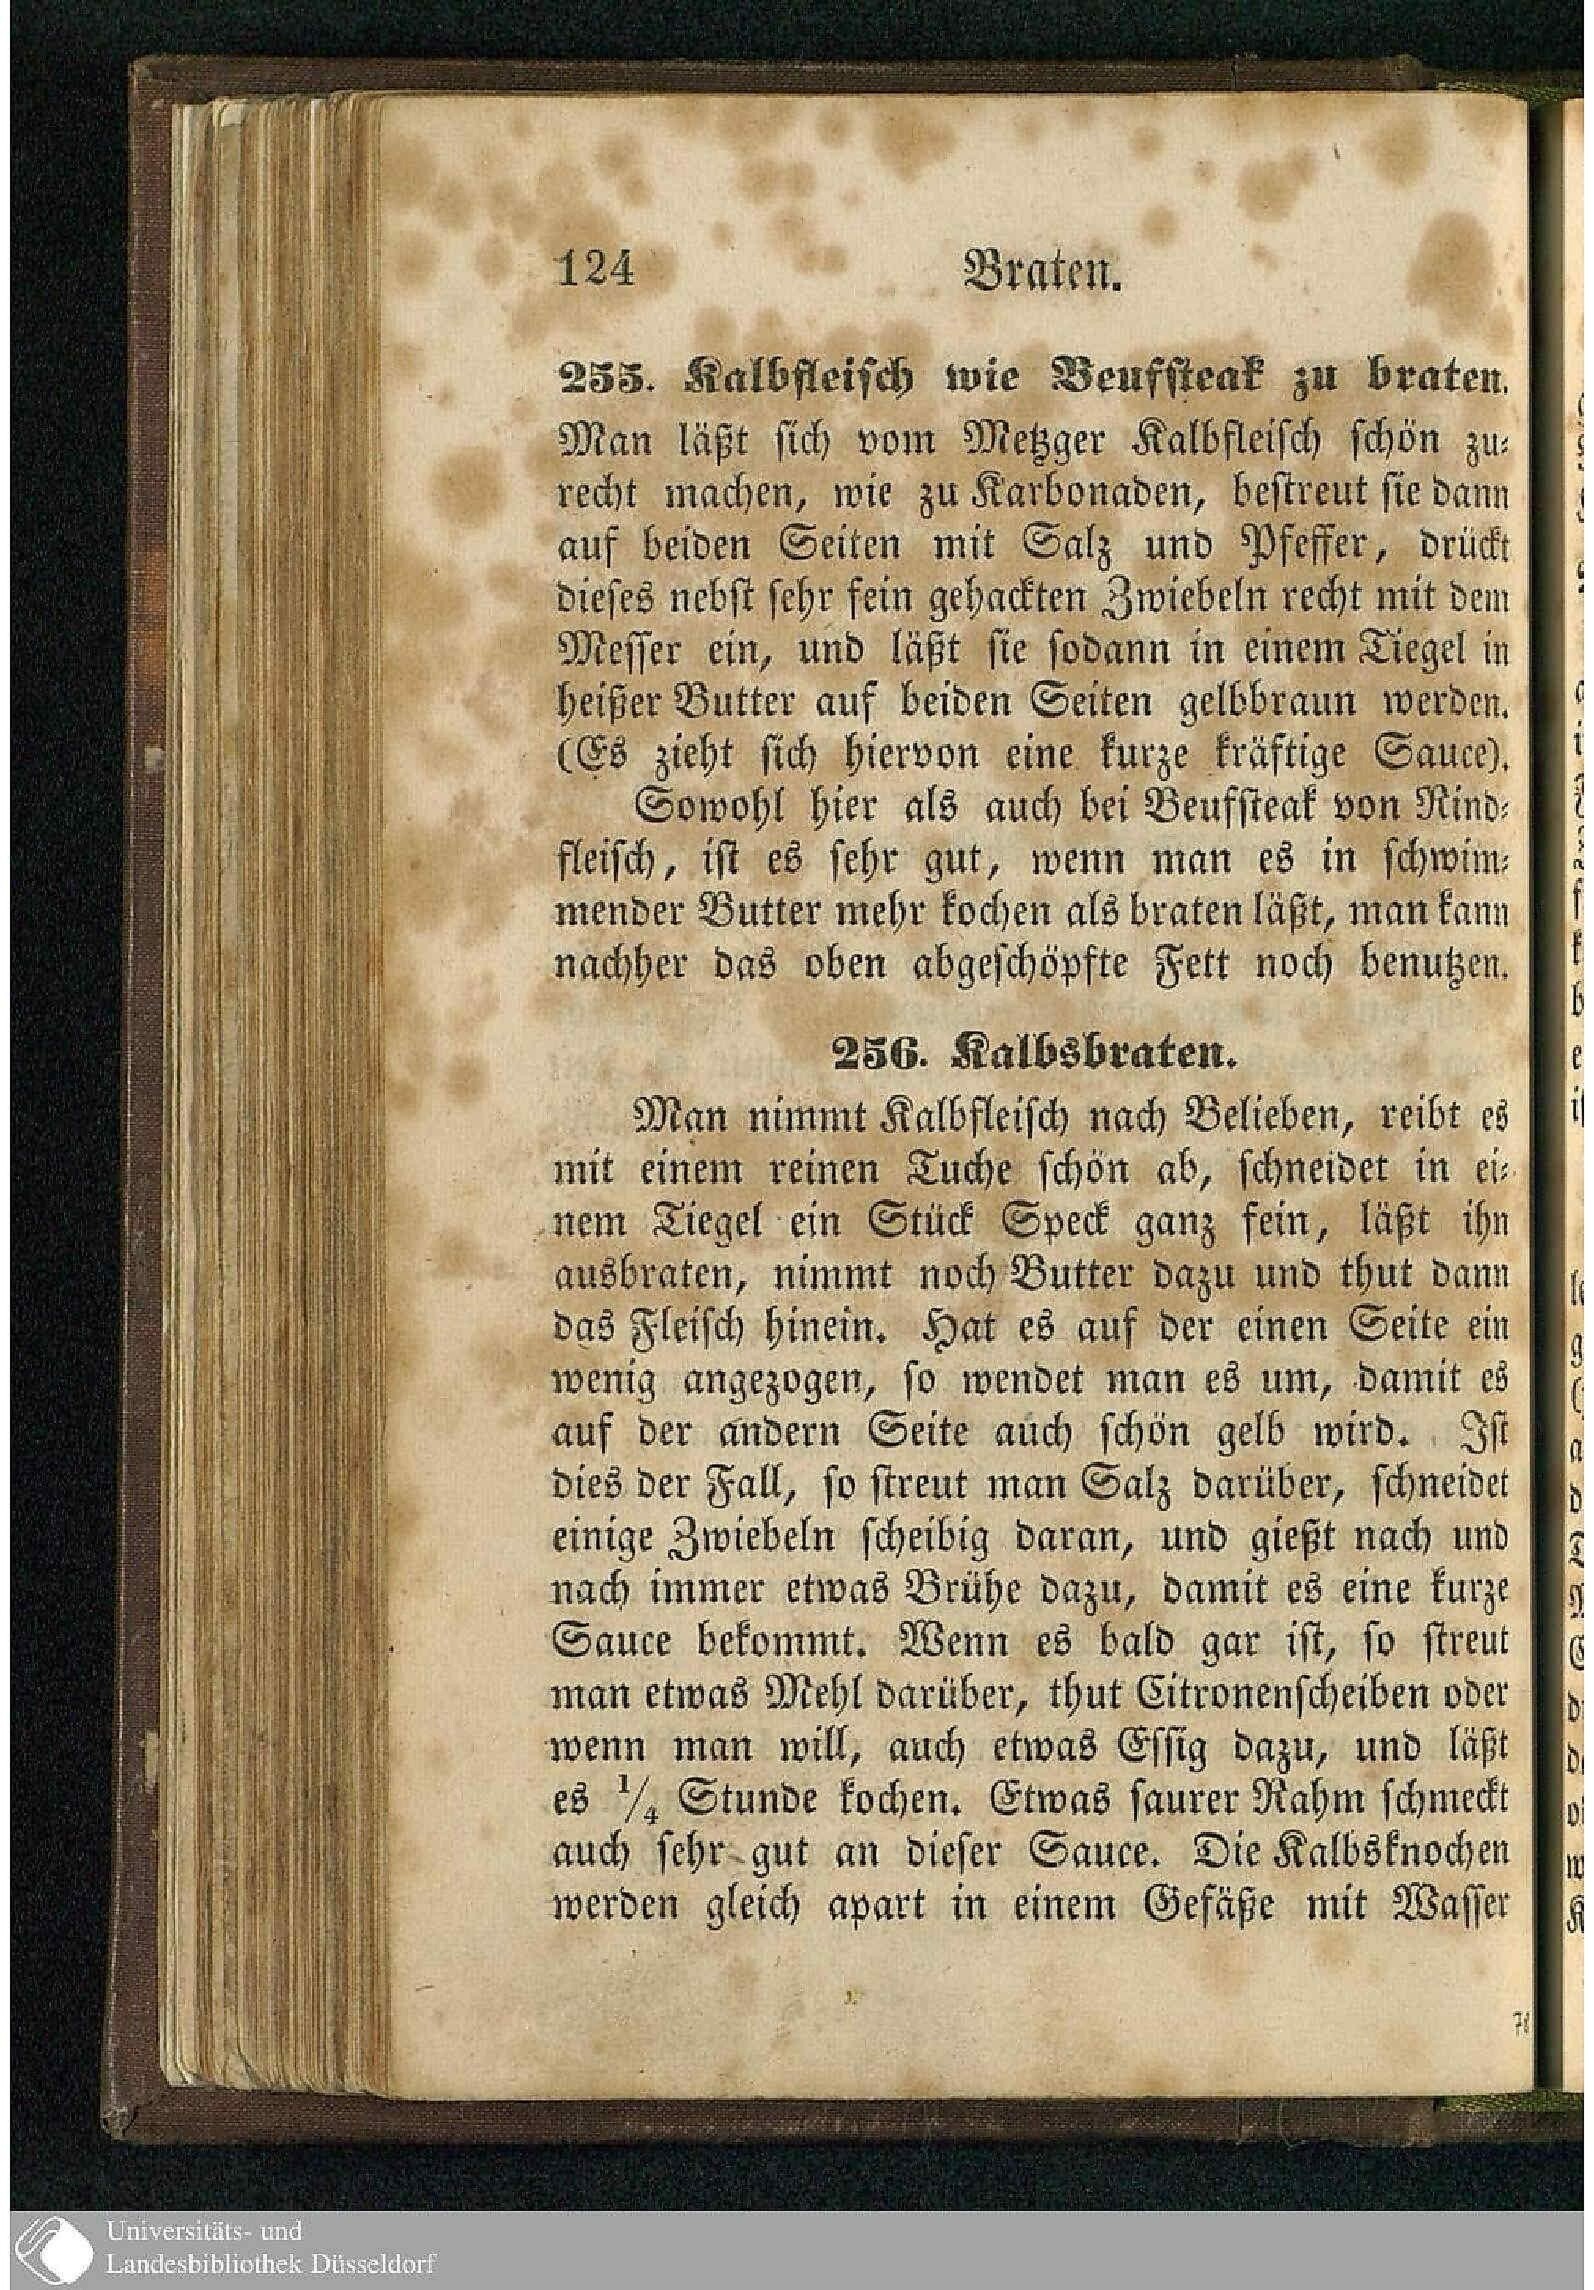 124 Braten.
255. Kalbfleisch wie Beufsteak zu braten.
Man läßt sich vom Metzger Kalbfleisch schön zu-
recht machen, wie zu Karbonaden, bestreut sie dann
auf beiden Seiten mit Salz und Pfeffer, drückt
dieses nebst sehr fein gehackten Zwiebeln recht mit dem
Messer ein, und läßt sie sodann in einem Tiegel in
heißer Butter auf beiden Seiten gelbbraun werden.
(Es zieht sich hiervon eine kurze kräftige Sauce).
Sowohl hier als auch bei Beufsteak von Rind-
fleisch, ist es sehr gut, wenn man es in schwim-
mender Butter mehr kochen als braten läßt, man kann
nachher das oben abgeschöpfte Fett noch benutzen.
256. Kalbsbraten.
Man nimmt Kalbfleisch nach Belieben, reibt es
mit einem reinen Tuche schön ab, schneidet in ei-
nem Tiegel ein Stück Speck ganz fein, läßt ihn
ausbraten, nimmt noch Butter dazu und thut dann
das Fleisch hinein. Hat es auf der einen Seite ein
wenig angezogen, so wendet man es um, damit es
auf der andern Seite auch schön gelb wird. Ist
dies der Fall, so streut man Salz darüber, schneidet
einige Zwiebeln scheibig daran, und gießt nach und
nach immer etwas Brühe dazu, damit es eine kurze
Sauce bekommt. Wenn es bald gar ist, so streut
man etwas Mehl darüber, thut Citronenscheiben oder
wenn man will, auch etwas Essig dazu, und läßt
es 1/4 Stunde kochen. Etwas saurer Rahm schmeckt
auch sehr gut an dieser Sauce. Die Kalbsknochen
werden gleich apart in einem Gefäße mit Wasser
Universitäts- und
Landesbibliothek Düsseldorf